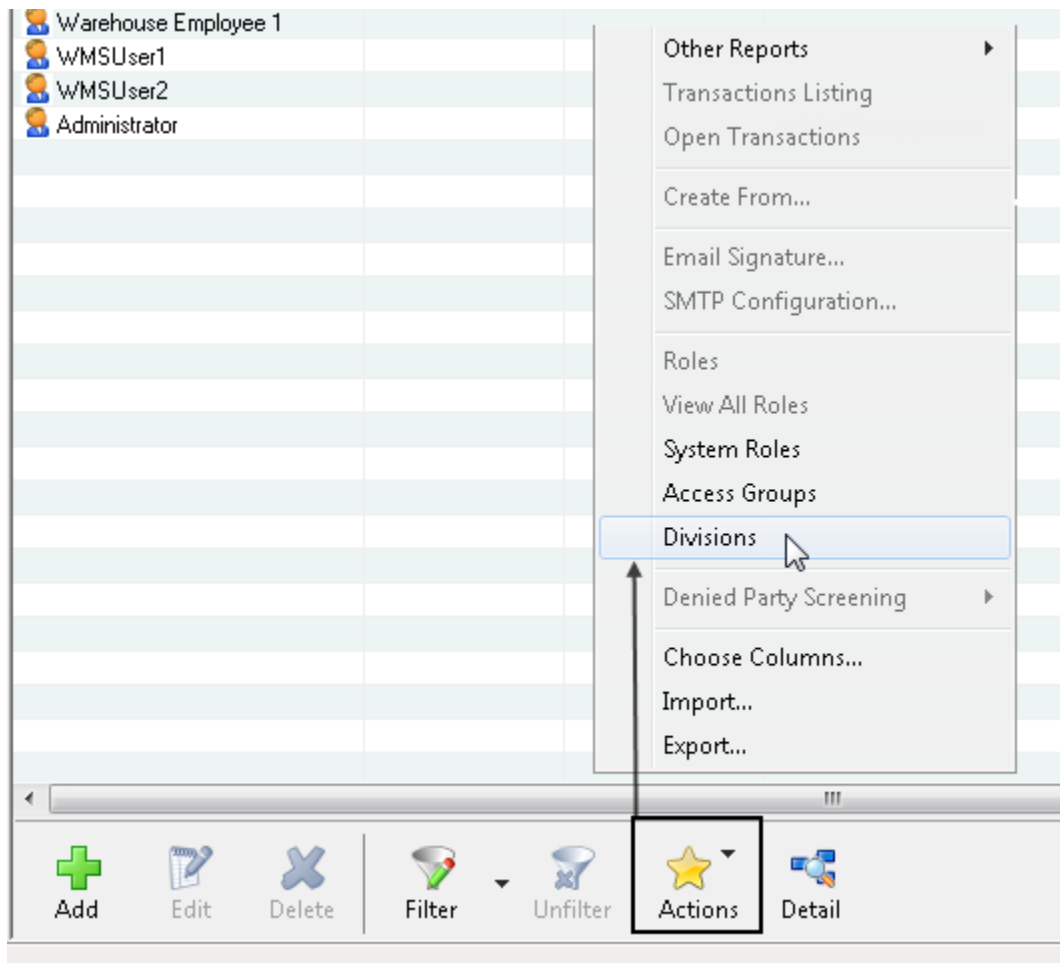 Warehouse Employee 1
WMSUser1
WMSUser2
Administrator
Other Reports
Transactions Listing
Open Transactions
Create From...
Email Signature...
SMTP Configuration...
Roles
View All Roles
System Roles
Access Groups
Divisions
Denied Party Screening
Choose Columns...
Import...
Export...
Add
Edit
Delete
Filter
Unfilter
Actions
Detail